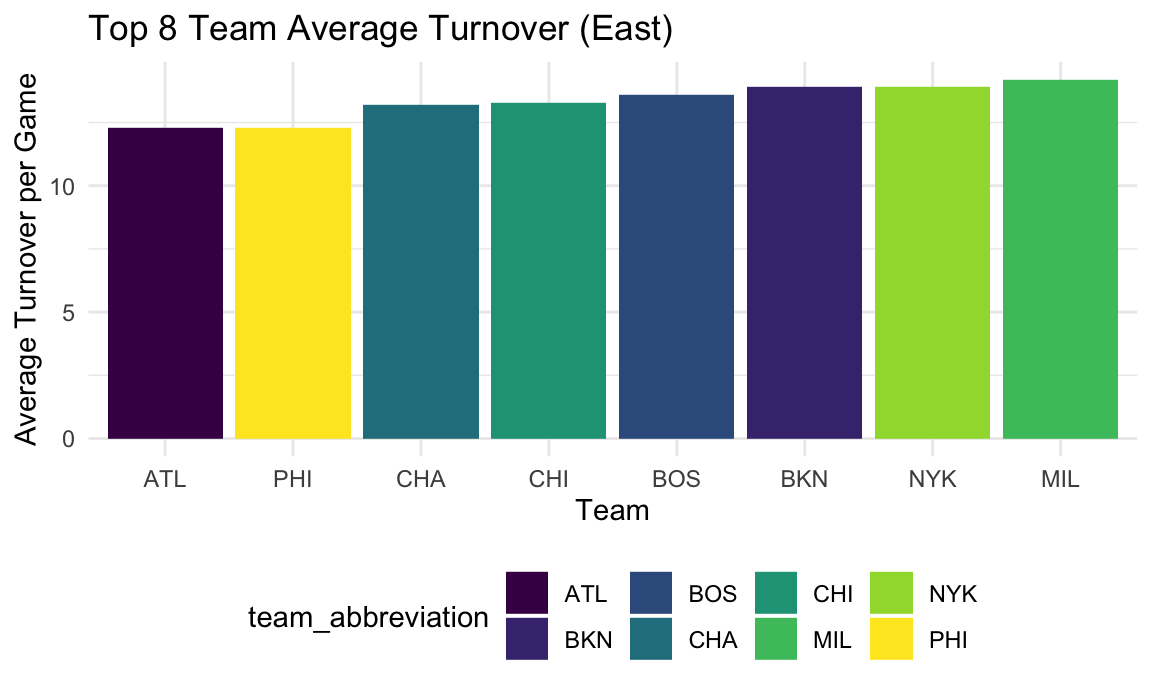 Top 8 Team Average Turnover (East)
Average Turnover per Game
10
5
0
ATL PHI CHA CHI BOS BKN NYK MIL
Team
team_abbreviation
ATL BOS CHI NYK
BKN CHA MIL PHI